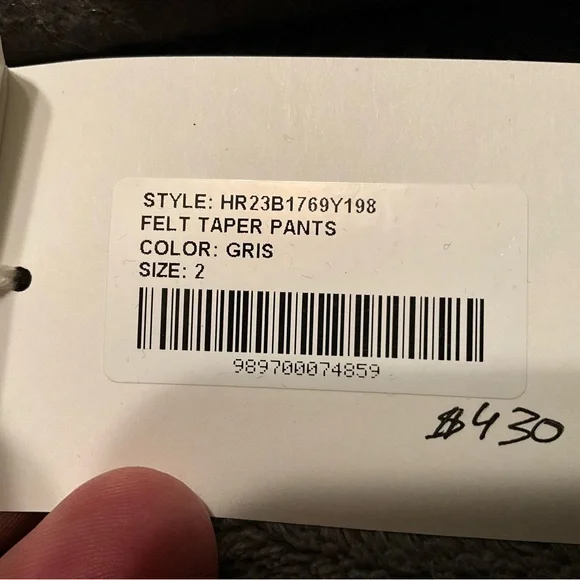 STYLE: HR23B1769Y198
FELT TAPER PANTS
COLOR: GRIS
SIZE: 2
989700074859
$430